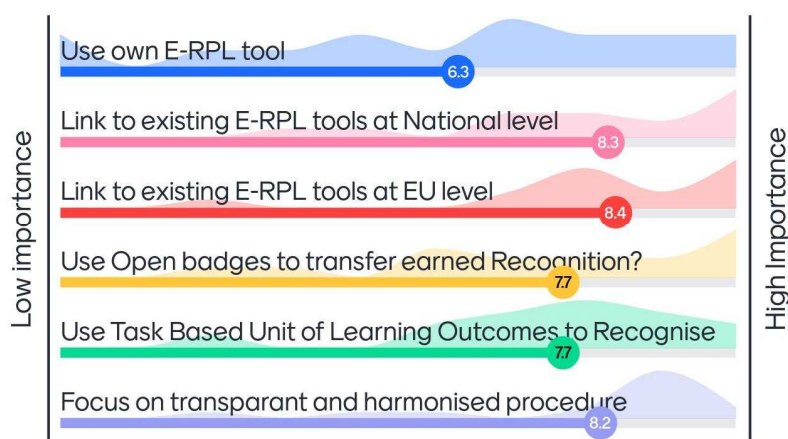 Use own E-RPL tool
6.3
Link to existing E-RPL tools at National level
8.3
Link to existing E-RPL tools at EU level
8.4
Use Open badges to transfer earned Recognition?
7.7
Use Task Based Unit of Learning Outcomes to Recognise
7.7
Focus on transparant and harmonised procedure
8.2
Low importance
High Importance